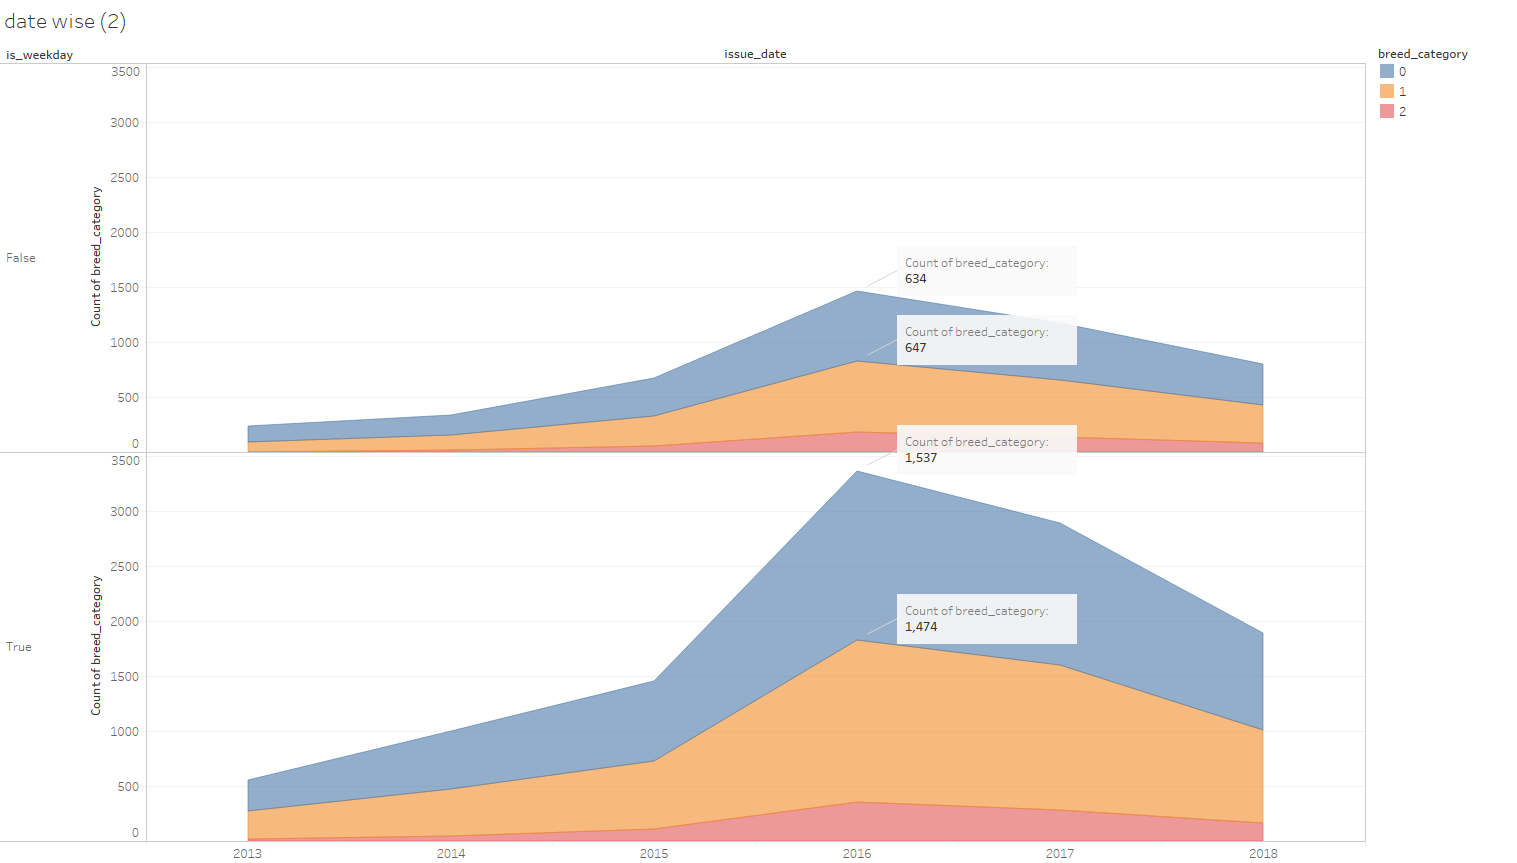 date wise (2)
is_weekday
issue_date
breed_category
0
1
2
False
Count of breed_category
3500
3000
2500
2000
1500
1000
500
0
Count of breed_category:
634
Count of breed_category:
647
True
Count of breed_category
3500
3000
2500
2000
1500
1000
500
0
Count of breed_category:
1,537
Count of breed_category:
1,474
2013
2014
2015
2016
2017
2018